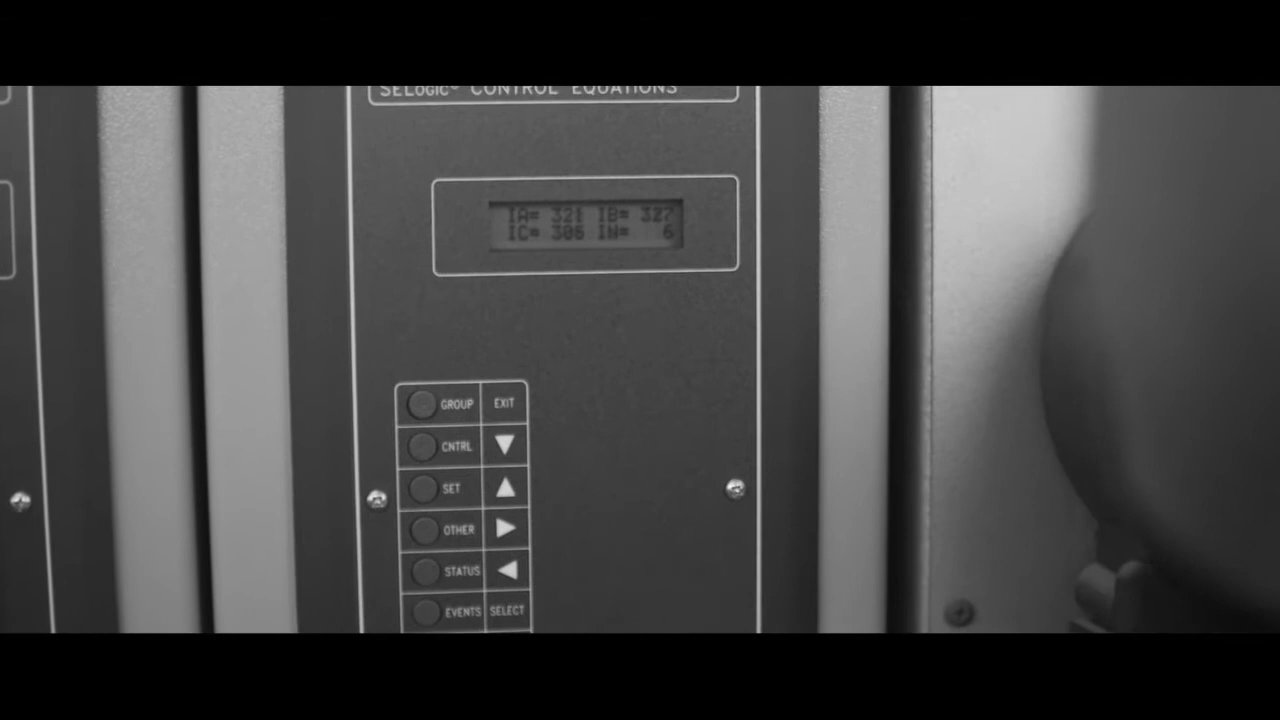 SELOGIC® CONTROL EQUATIONS
IA= 321 IB= 327
IC= 306 IN= 6
GROUP EXIT
CNTRL
SET
OTHER
STATUS
EVENTS SELECT